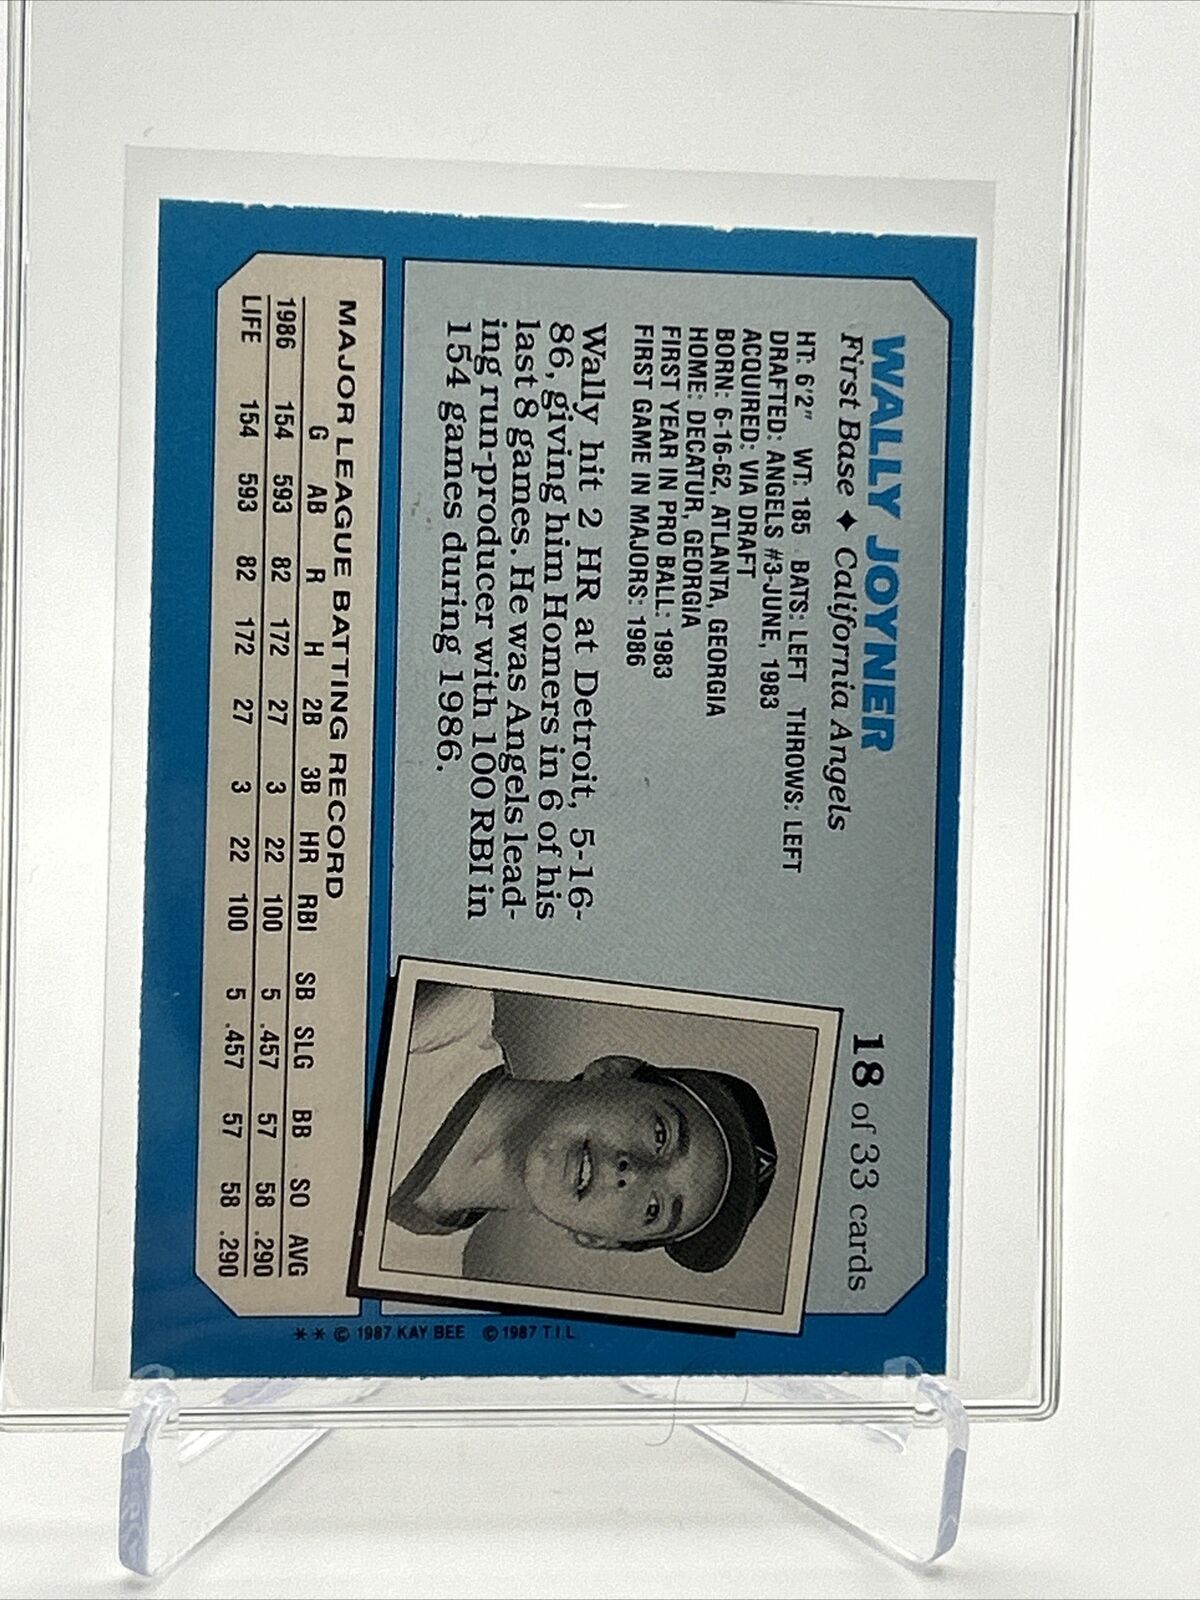 WALLY JOYNER
First Base ♦ California Angels
18 of 33 cards
HT: 6'2" WT: 185 BATS: LEFT THROWS: LEFT
DRAFTED: ANGELS #3-JUNE, 1983
ACQUIRED: VIA DRAFT
BORN: 6-16-62, ATLANTA, GEORGIA
HOME: DECATUR, GEORGIA
FIRST YEAR IN PRO BALL: 1983
FIRST GAME IN MAJORS: 1986
Wally hit 2 HR at Detroit, 5-16-
86, giving him Homers in 6 of his
last 8 games. He was Angels lead-
ing run-producer with 100 RBI in
154 games during 1986.
MAJOR LEAGUE BATTING RECORD
G AB R H 2B 3B HR RBI SB SLG BB SO AVG
1986 154 593 82 172 27 3 22 100 5 .457 57 58 .290
LIFE 154 593 82 172 27 3 22 100 5 .457 57 58 .290
** © 1987 KAY BEE © 1987 T.I.L